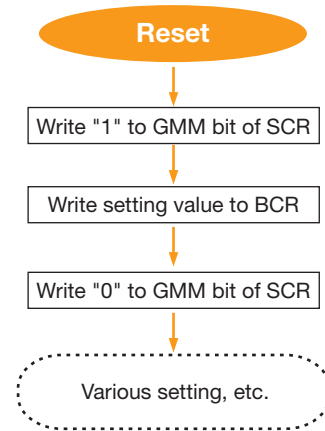 Reset
Write "1" to GMM bit of SCR
Write setting value to BCR
Write "0" to GMM bit of SCR
Various setting, etc.